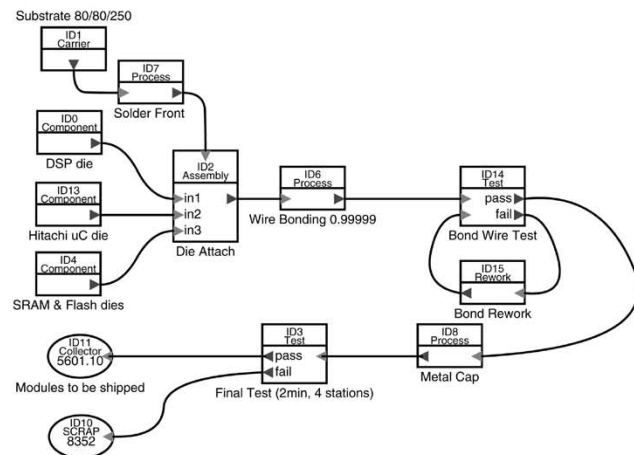 Substrate 80/80/250
ID1
Carrier
ID7
Process
Solder Front
ID0
Component
DSP die
ID13
Component
Hitachi uC die
ID4
Component
SRAM & Flash dies
ID2
Assembly
in1
in2
in3
Die Attach
ID6
Process
Wire Bonding 0.99999
ID14
Test
pass
fail
Bond Wire Test
ID15
Rework
Bond Rework
ID8
Process
Metal Cap
ID3
Test
pass
fail
Final Test (2min, 4 stations)
ID11
Collector
5601.10
Modules to be shipped
ID10
SCRAP
8352